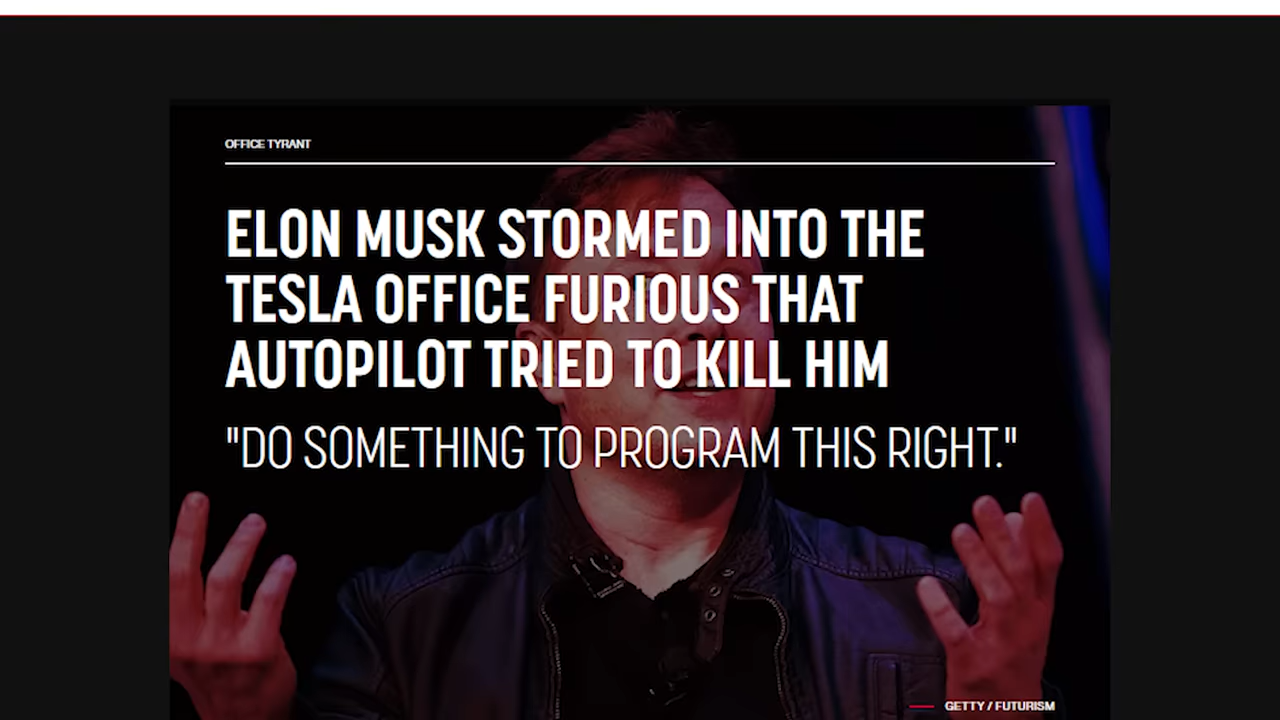 OFFICE TYRANT
ELON MUSK STORMED INTO THE
TESLA OFFICE FURIOUS THAT
AUTOPILOT TRIED TO KILL HIM
"DO SOMETHING TO PROGRAM THIS RIGHT."
GETTY / FUTURISM